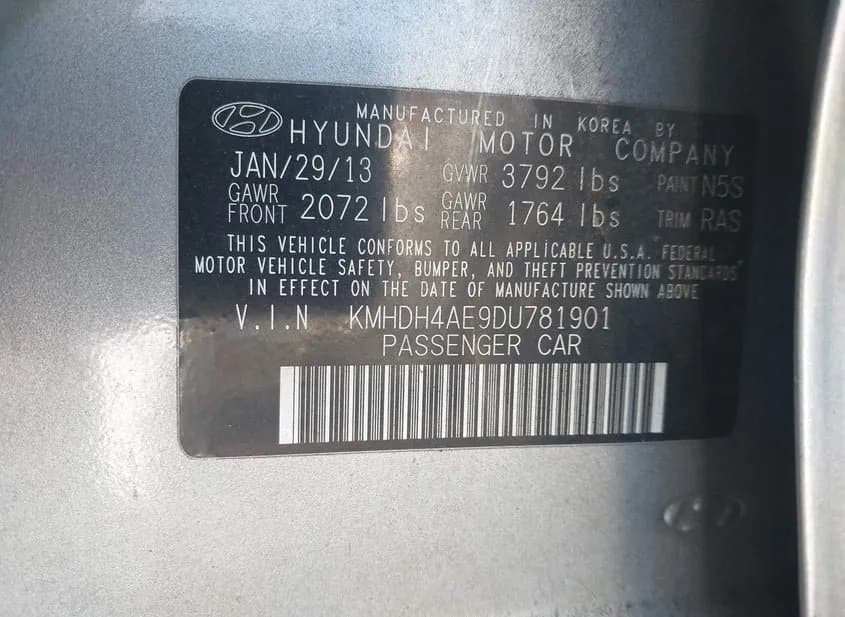 MANUFACTURED IN KOREA BY
HYUNDAI MOTOR COMPANY
JAN/29/13 GVWR 3792 lbs PAINT N5S
GAWR FRONT 2072 lbs GAWR REAR 1764 lbs TRIM RAS
THIS VEHICLE CONFORMS TO ALL APPLICABLE U.S.A. FEDERAL
MOTOR VEHICLE SAFETY, BUMPER, AND THEFT PREVENTION STANDARDS
IN EFFECT ON THE DATE OF MANUFACTURE SHOWN ABOVE
V.I.N KMHDH4AE9DU781901
PASSENGER CAR